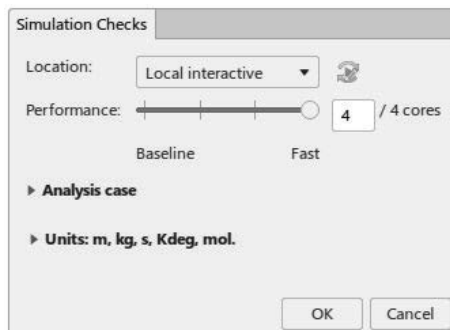 Simulation Checks
Location: Local interactive
Performance: 4 / 4 cores
Baseline Fast
Analysis case
Units: m, kg, s, Kdeg, mol.
OK Cancel